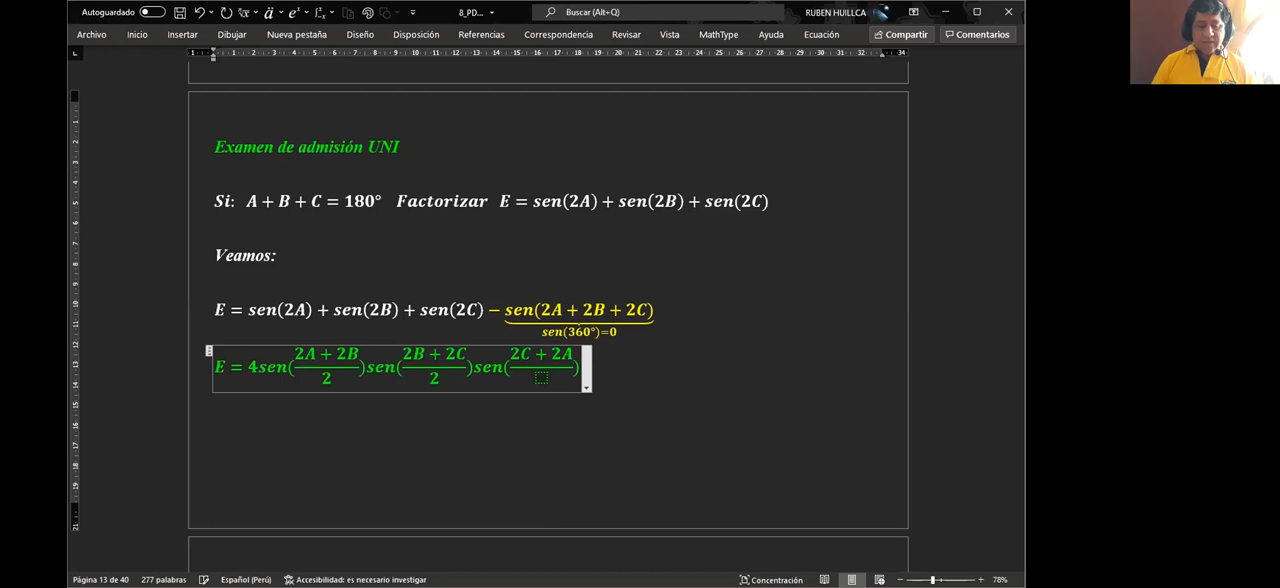 Autoguardado
8_PD...
Buscar (Alt+Q)
RUBEN HUILLCA
Archivo Inicio Insertar Dibujar Nueva pestaña Diseño Disposición Referencias Correspondencia Revisar Vista MathType Ayuda Ecuación Compartir Comentarios
Examen de admisión UNI
Si: A + B + C = 180° Factorizar E = sen(2A) + sen(2B) + sen(2C)
Veamos:
E = sen(2A) + sen(2B) + sen(2C) − sen(2A + 2B + 2C)
sen(360°)=0
2A + 2B 2B + 2C 2C + 2A
E = 4sen( )sen( )sen( )
2 2
Página 13 de 40 277 palabras Español (Perú) Accesibilidad: es necesario investigar Concentración 78%